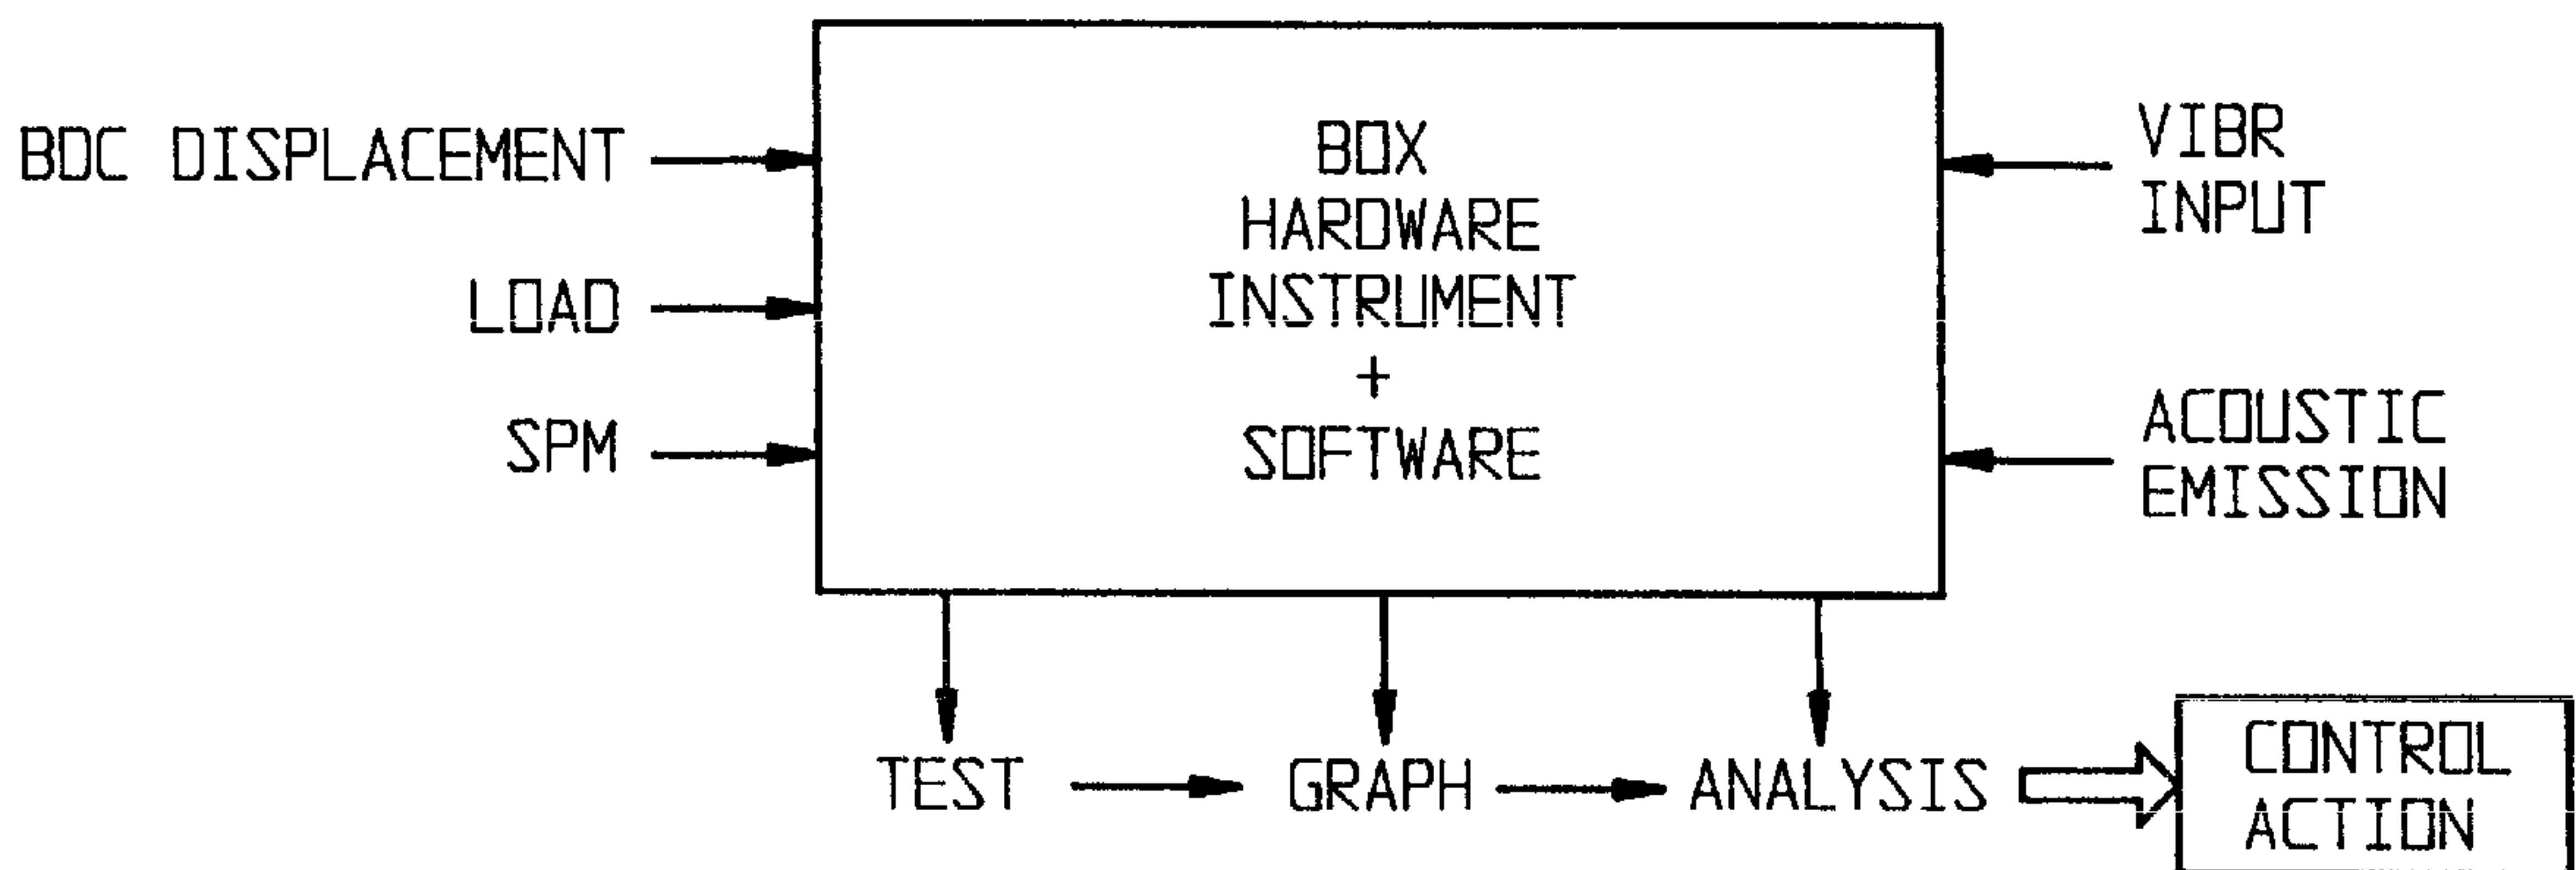 BDC DISPLACEMENT
LOAD
SPM
BOX
HARDWARE
INSTRUMENT
+
SOFTWARE
VIBR
INPUT
ACOUSTIC
EMISSION
TEST
GRAPH
ANALYSIS
CONTROL
ACTION